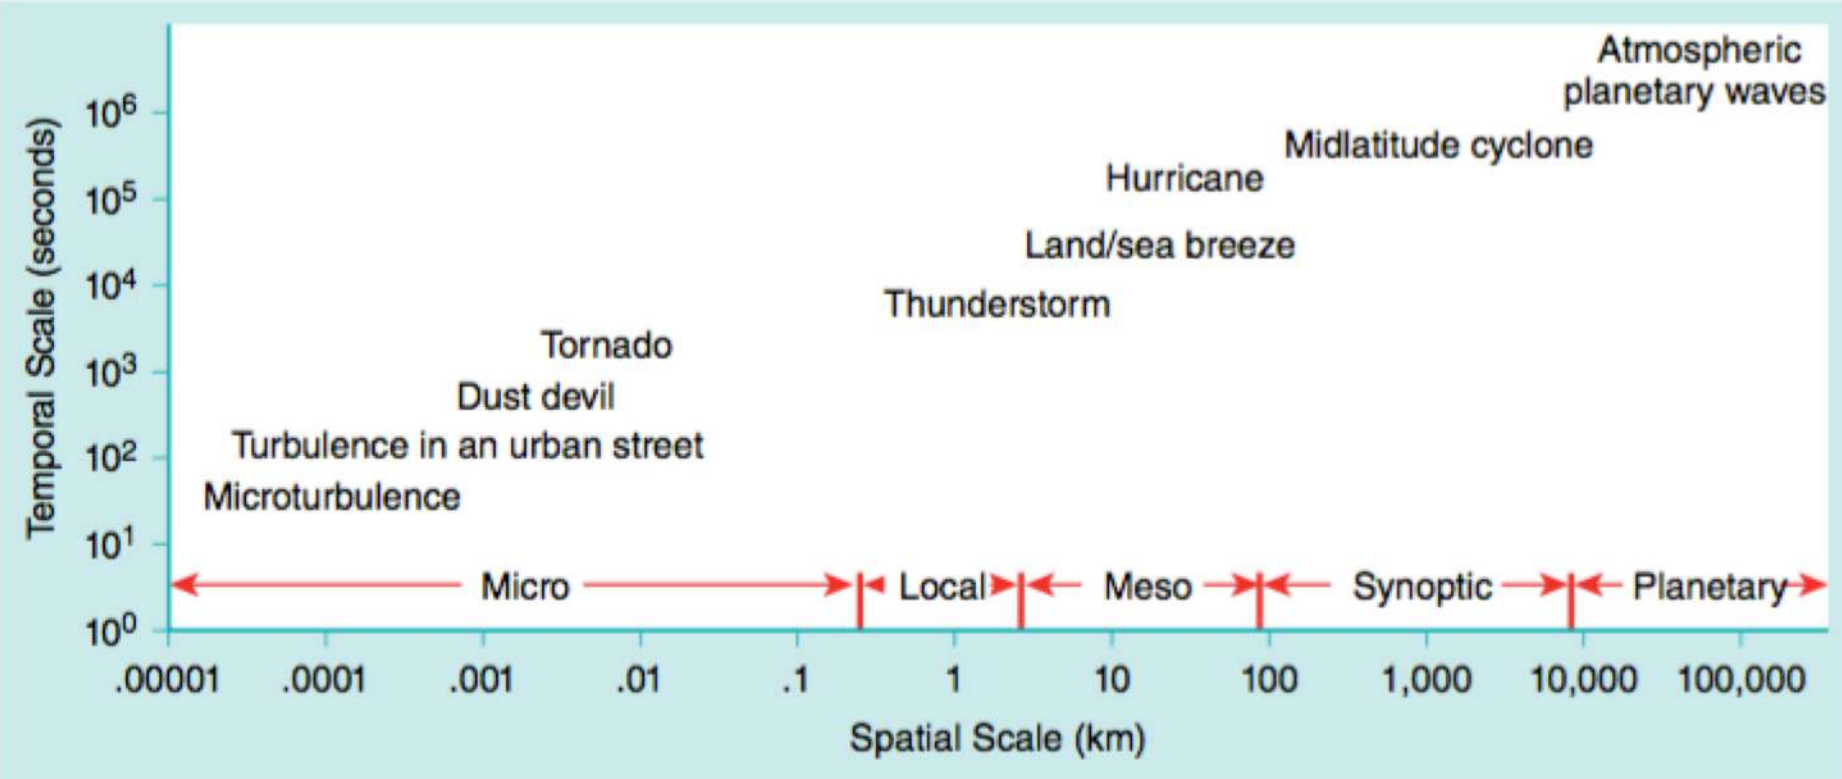 Atmospheric
planetary waves
10⁶
Midlatitude cyclone
Hurricane
10⁵
Land/sea breeze
10⁴
Thunderstorm
Tornado
10³
Dust devil
Turbulence in an urban street
10²
Microturbulence
10¹
Micro Local Meso Synoptic Planetary
10⁰
.00001 .0001 .001 .01 .1 1 10 100 1,000 10,000 100,000
Spatial Scale (km)
Temporal Scale (seconds)